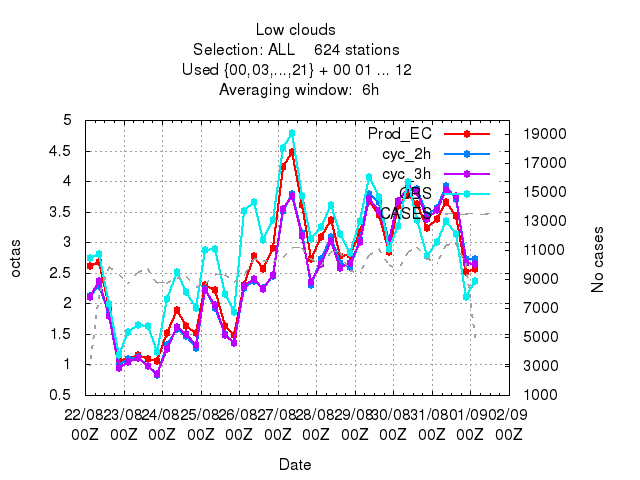 Low clouds
Selection: ALL 624 stations
Used {00,03,...,21} + 00 01 ... 12
Averaging window: 6h
5
4.5
4
3.5
3
2.5
2
1.5
1
0.5
octas
Prod_EC
cyc_2h
cyc_3h
OBS
CASES
19000
17000
15000
13000
11000
9000
7000
5000
3000
1000
No cases
22/08 23/08 24/08 25/08 26/08 27/08 28/08 29/08 30/08 31/08 01/09 02/09
00Z 00Z 00Z 00Z 00Z 00Z 00Z 00Z 00Z 00Z 00Z 00Z
Date